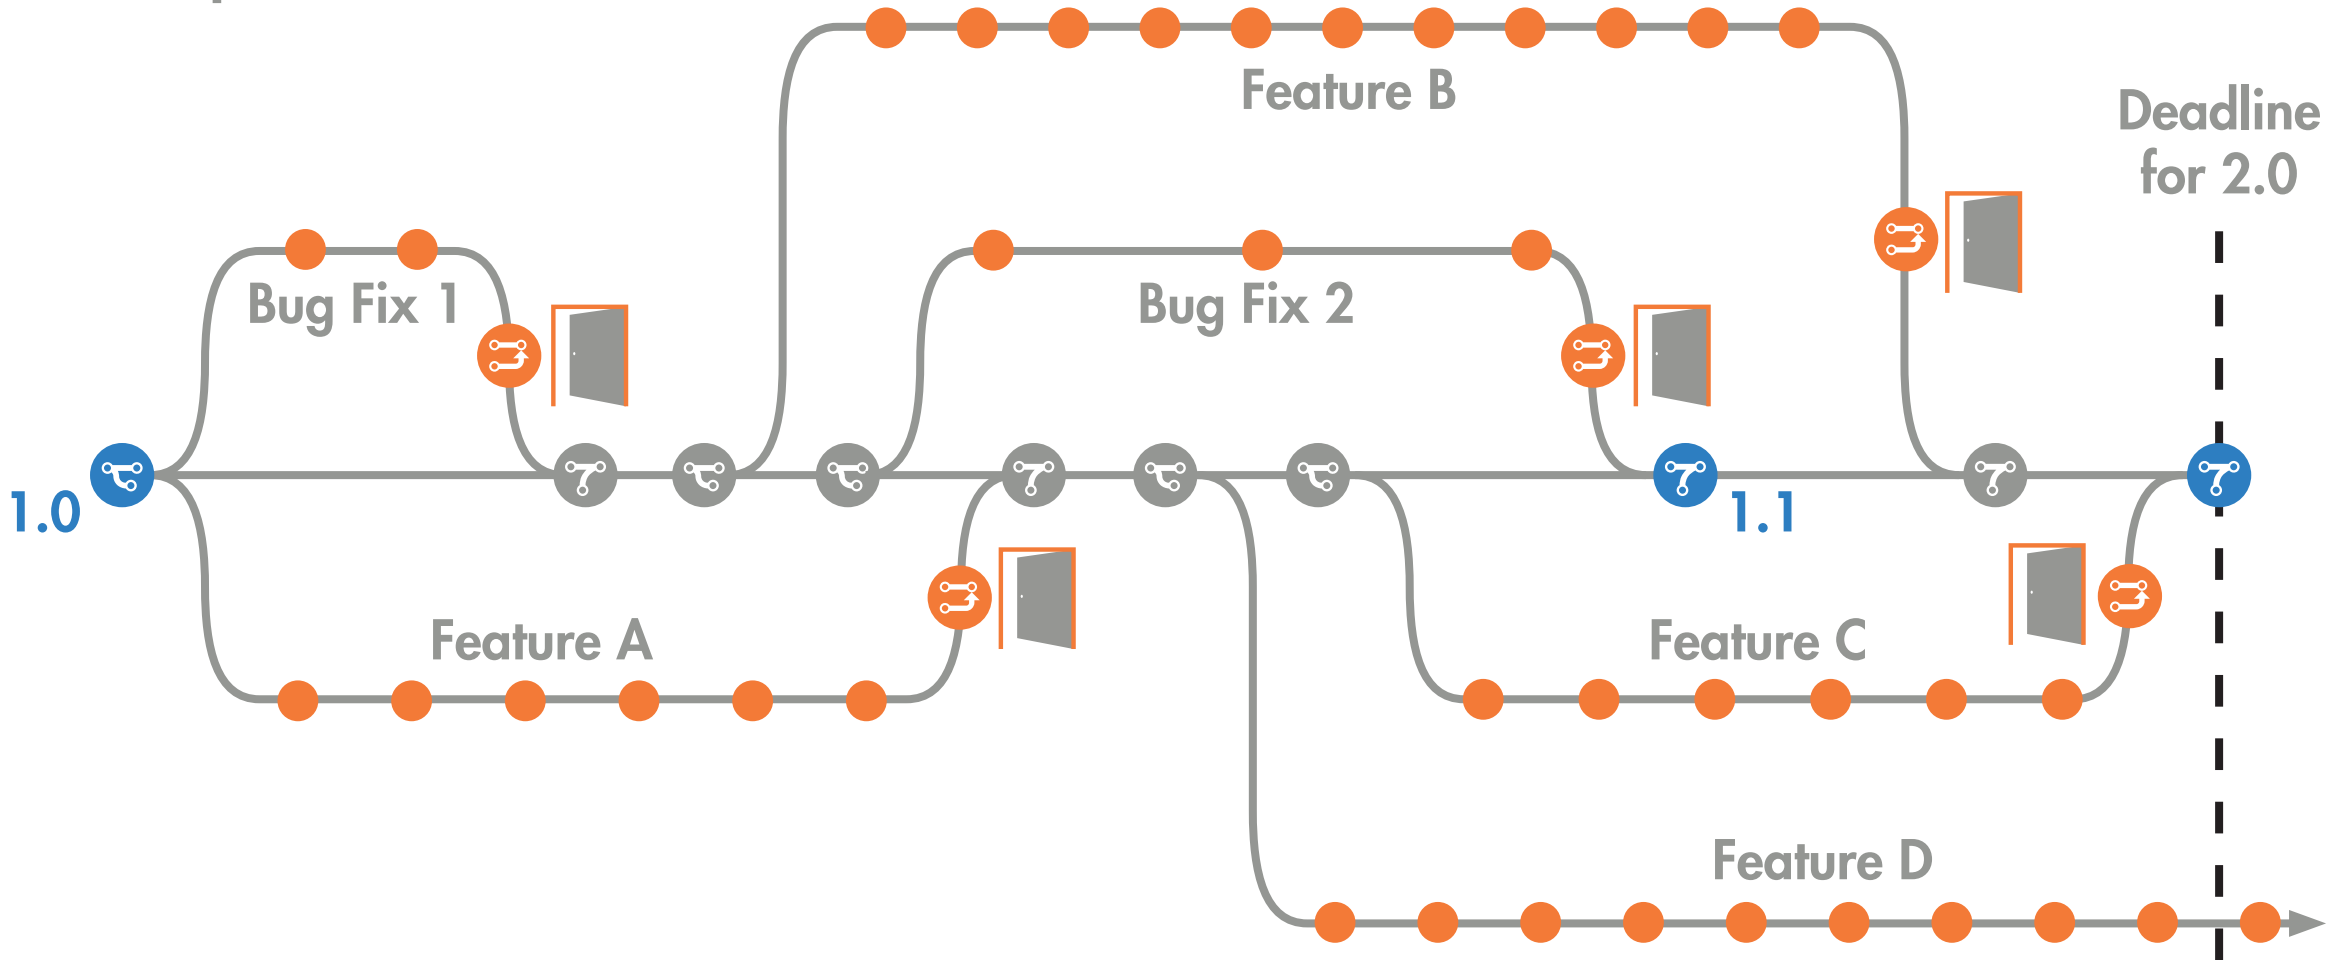 Feature B
Deadline
for 2.0
Bug Fix 1
Bug Fix 2
1.0
1.1
Feature A
Feature C
Feature D